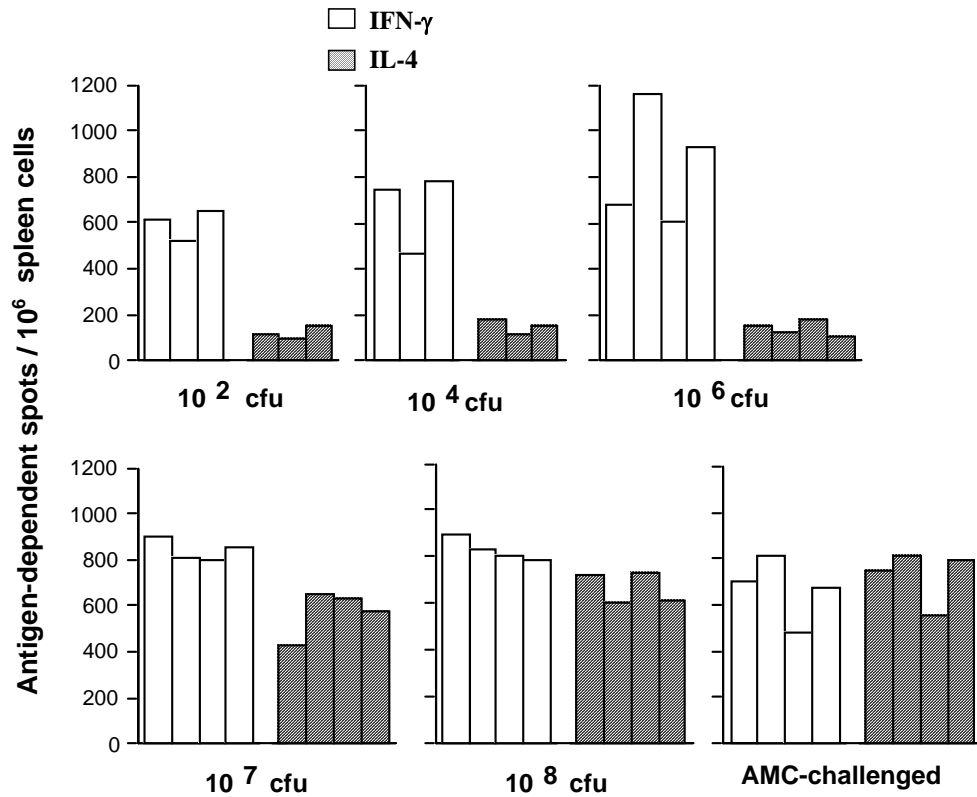 IFN-γ
IL-4
Antigen-dependent spots / 10⁶ spleen cells
1200
1000
800
600
400
200
0
10 ² cfu
10 ⁴ cfu
10 ⁶ cfu
1200
1000
800
600
400
200
0
10 ⁷ cfu
10 ⁸ cfu
AMC-challenged